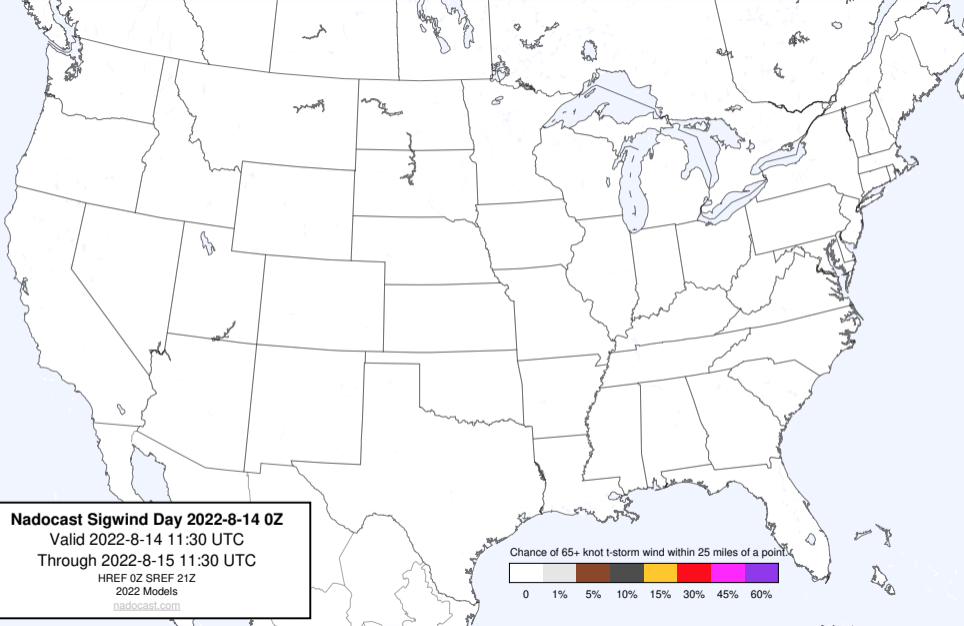 Nadocast Sigwind Day 2022-8-14 0Z
Valid 2022-8-14 11:30 UTC
Through 2022-8-15 11:30 UTC
HREF 0Z SREF 21Z
2022 Models
nadocast.com
Chance of 65+ knot t-storm wind within 25 miles of a point.
0 1% 5% 10% 15% 30% 45% 60%